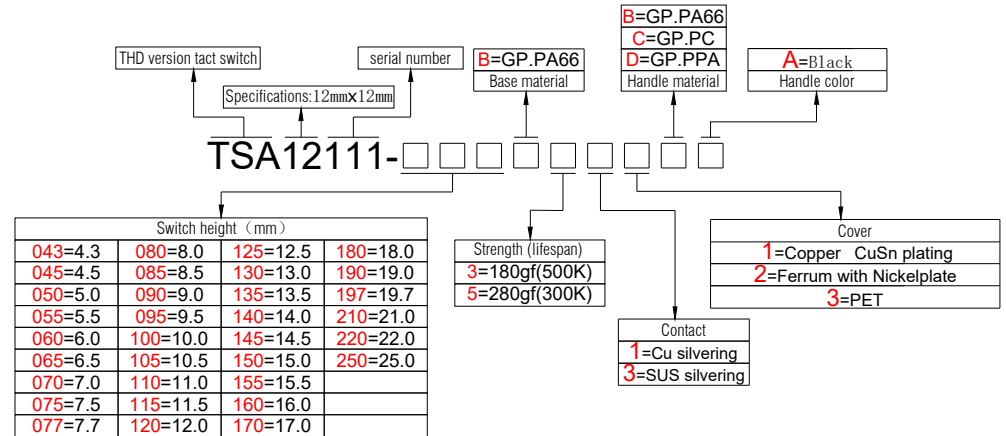 B=GP.PA66
C=GP.PC
D=GP.PPA
Handle material
THD version tact switch
serial number
B=GP.PA66
Base material
A=Black
Handle color
Specifications:12mmx12mm
TSA12111-□□□□□□□□□
Switch height（mm）
043=4.3 080=8.0 125=12.5 180=18.0
045=4.5 085=8.5 130=13.0 190=19.0
050=5.0 090=9.0 135=13.5 197=19.7
055=5.5 095=9.5 140=14.0 210=21.0
060=6.0 100=10.0 145=14.5 220=22.0
065=6.5 105=10.5 150=15.0 250=25.0
070=7.0 110=11.0 155=15.5
075=7.5 115=11.5 160=16.0
077=7.7 120=12.0 170=17.0
Strength (lifespan)
3=180gf(500K)
5=280gf(300K)
Contact
1=Cu silvering
3=SUS silvering
Cover
1=Copper CuSn plating
2=Ferrum with Nickelplate
3=PET